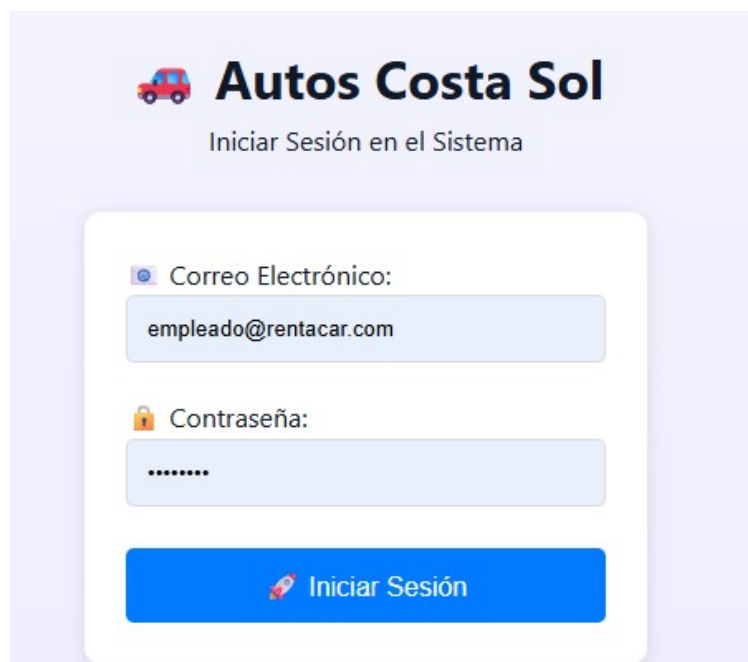 Autos Costa Sol
Iniciar Sesión en el Sistema
Correo Electrónico:
empleado@rentacar.com
Contraseña:
••••••••
Iniciar Sesión